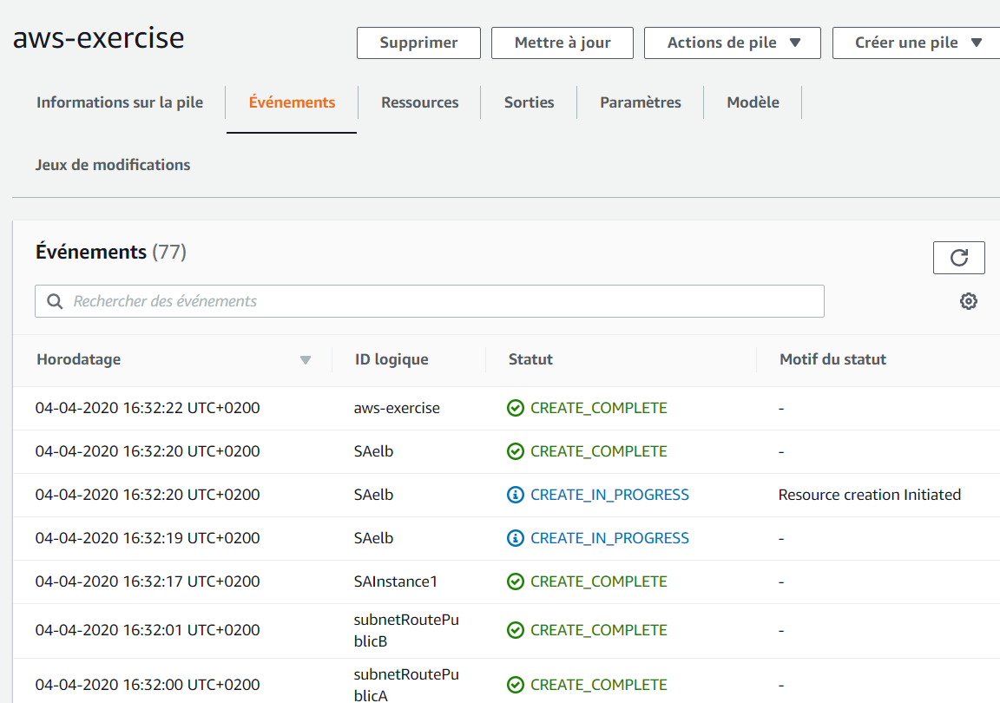 aws-exercise
Supprimer
Mettre à jour
Actions de pile
Créer une pile
Informations sur la pile
Événements
Ressources
Sorties
Paramètres
Modèle
Jeux de modifications
Événements (77)
Rechercher des événements
Horodatage ID logique Statut Motif du statut
04-04-2020 16:32:22 UTC+0200 aws-exercise CREATE_COMPLETE -
04-04-2020 16:32:20 UTC+0200 SAelb CREATE_COMPLETE -
04-04-2020 16:32:20 UTC+0200 SAelb CREATE_IN_PROGRESS Resource creation Initiated
04-04-2020 16:32:19 UTC+0200 SAelb CREATE_IN_PROGRESS -
04-04-2020 16:32:17 UTC+0200 SAInstance1 CREATE_COMPLETE -
04-04-2020 16:32:01 UTC+0200 subnetRoutePu
blicB CREATE_COMPLETE -
04-04-2020 16:32:00 UTC+0200 subnetRoutePu
blicA CREATE_COMPLETE -